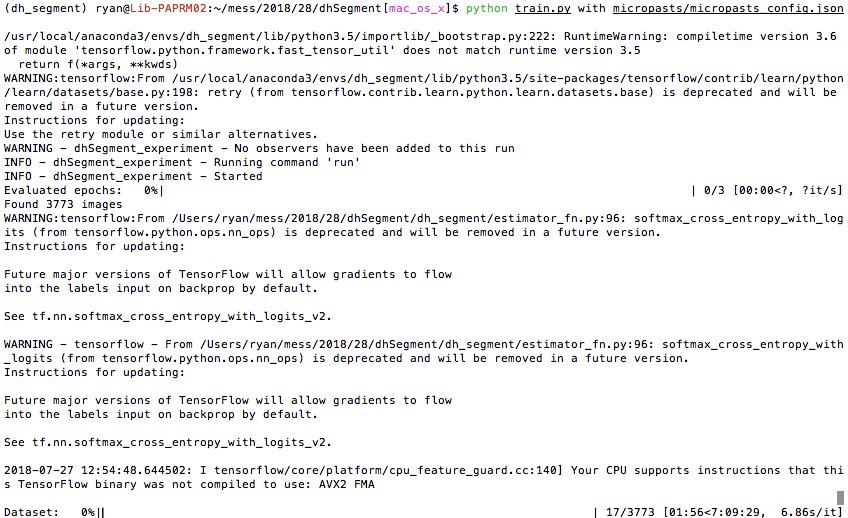 (dh_segment) ryan@Lib-PAPRM02:~/mess/2018/28/dhSegment[mac_os_x]$ python train.py with micropasts/micropasts_config.json
/usr/local/anaconda3/envs/dh_segment/lib/python3.5/importlib/_bootstrap.py:222: RuntimeWarning: compiletime version 3.6
of module 'tensorflow.python.framework.fast_tensor_util' does not match runtime version 3.5
return f(*args, **kwds)
WARNING:tensorflow:From /usr/local/anaconda3/envs/dh_segment/lib/python3.5/site-packages/tensorflow/contrib/learn/python
/learn/datasets/base.py:198: retry (from tensorflow.contrib.learn.python.learn.datasets.base) is deprecated and will be
removed in a future version.
Instructions for updating:
Use the retry module or similar alternatives.
WARNING - dhSegment_experiment - No observers have been added to this run
INFO - dhSegment_experiment - Running command 'run'
INFO - dhSegment_experiment - Started
Evaluated epochs:   0%|                                                                              | 0/3 [00:00<?, ?it/s]
Found 3773 images
WARNING:tensorflow:From /Users/ryan/mess/2018/28/dhSegment/dh_segment/estimator_fn.py:96: softmax_cross_entropy_with_log
its (from tensorflow.python.ops.nn_ops) is deprecated and will be removed in a future version.
Instructions for updating:
Future major versions of TensorFlow will allow gradients to flow
into the labels input on backprop by default.
See tf.nn.softmax_cross_entropy_with_logits_v2.
WARNING - tensorflow - From /Users/ryan/mess/2018/28/dhSegment/dh_segment/estimator_fn.py:96: softmax_cross_entropy_with
_logits (from tensorflow.python.ops.nn_ops) is deprecated and will be removed in a future version.
Instructions for updating:
Future major versions of TensorFlow will allow gradients to flow
into the labels input on backprop by default.
See tf.nn.softmax_cross_entropy_with_logits_v2.
2018-07-27 12:54:48.644502: I tensorflow/core/platform/cpu_feature_guard.cc:140] Your CPU supports instructions that thi
s TensorFlow binary was not compiled to use: AVX2 FMA
Dataset:   0%||                                                                      | 17/3773 [01:56<7:09:29,  6.86s/it]